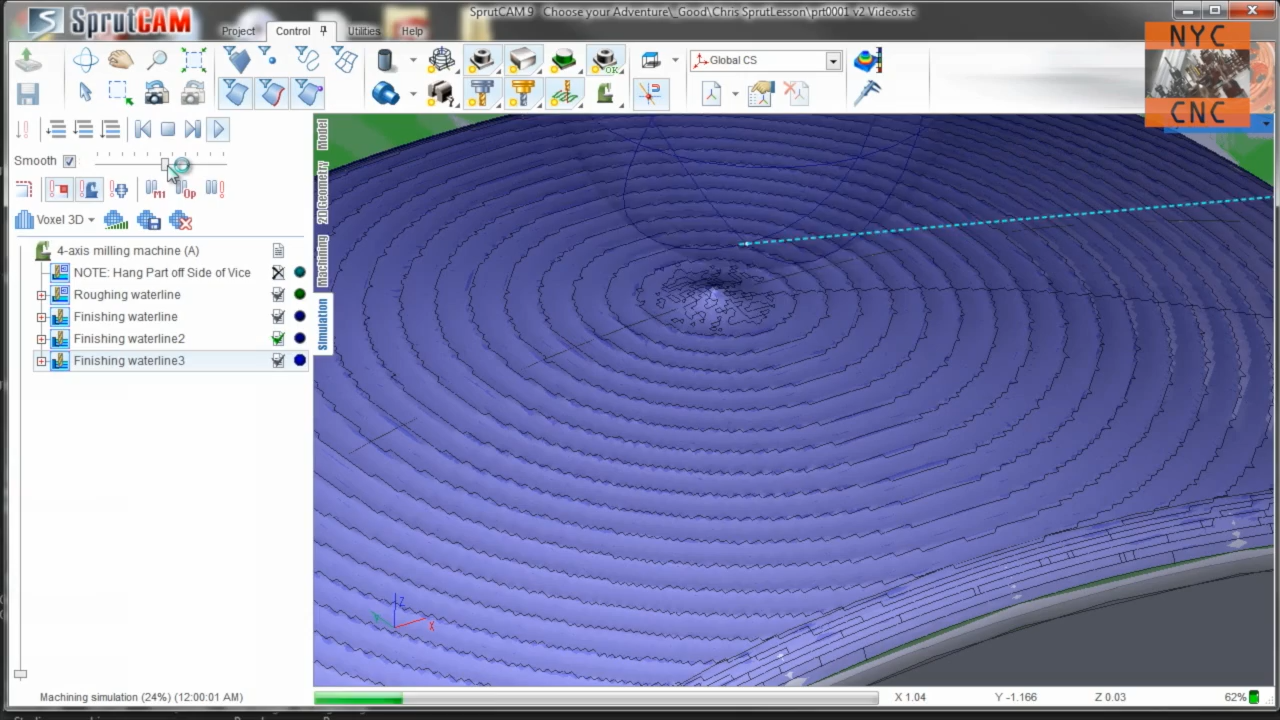 SprutCAM 9 - Choose your Adventure\_Good\Chris SprutLesson\prt0001 v2 Video.stc
SprutCAM
Project
Control
Utilities
Help
NYC
CNC
OK
Global CS
Smooth
M1
Op
Voxel 3D
Model
2D Geometry
Machining
Simulation
4-axis milling machine (A)
NOTE: Hang Part off Side of Vice
Roughing waterline
Finishing waterline
Finishing waterline2
Finishing waterline3
Z
Y
X
Machining simulation (24%) (12:00:01 AM)
X 1.04
Y -1.166
Z 0.03
62%